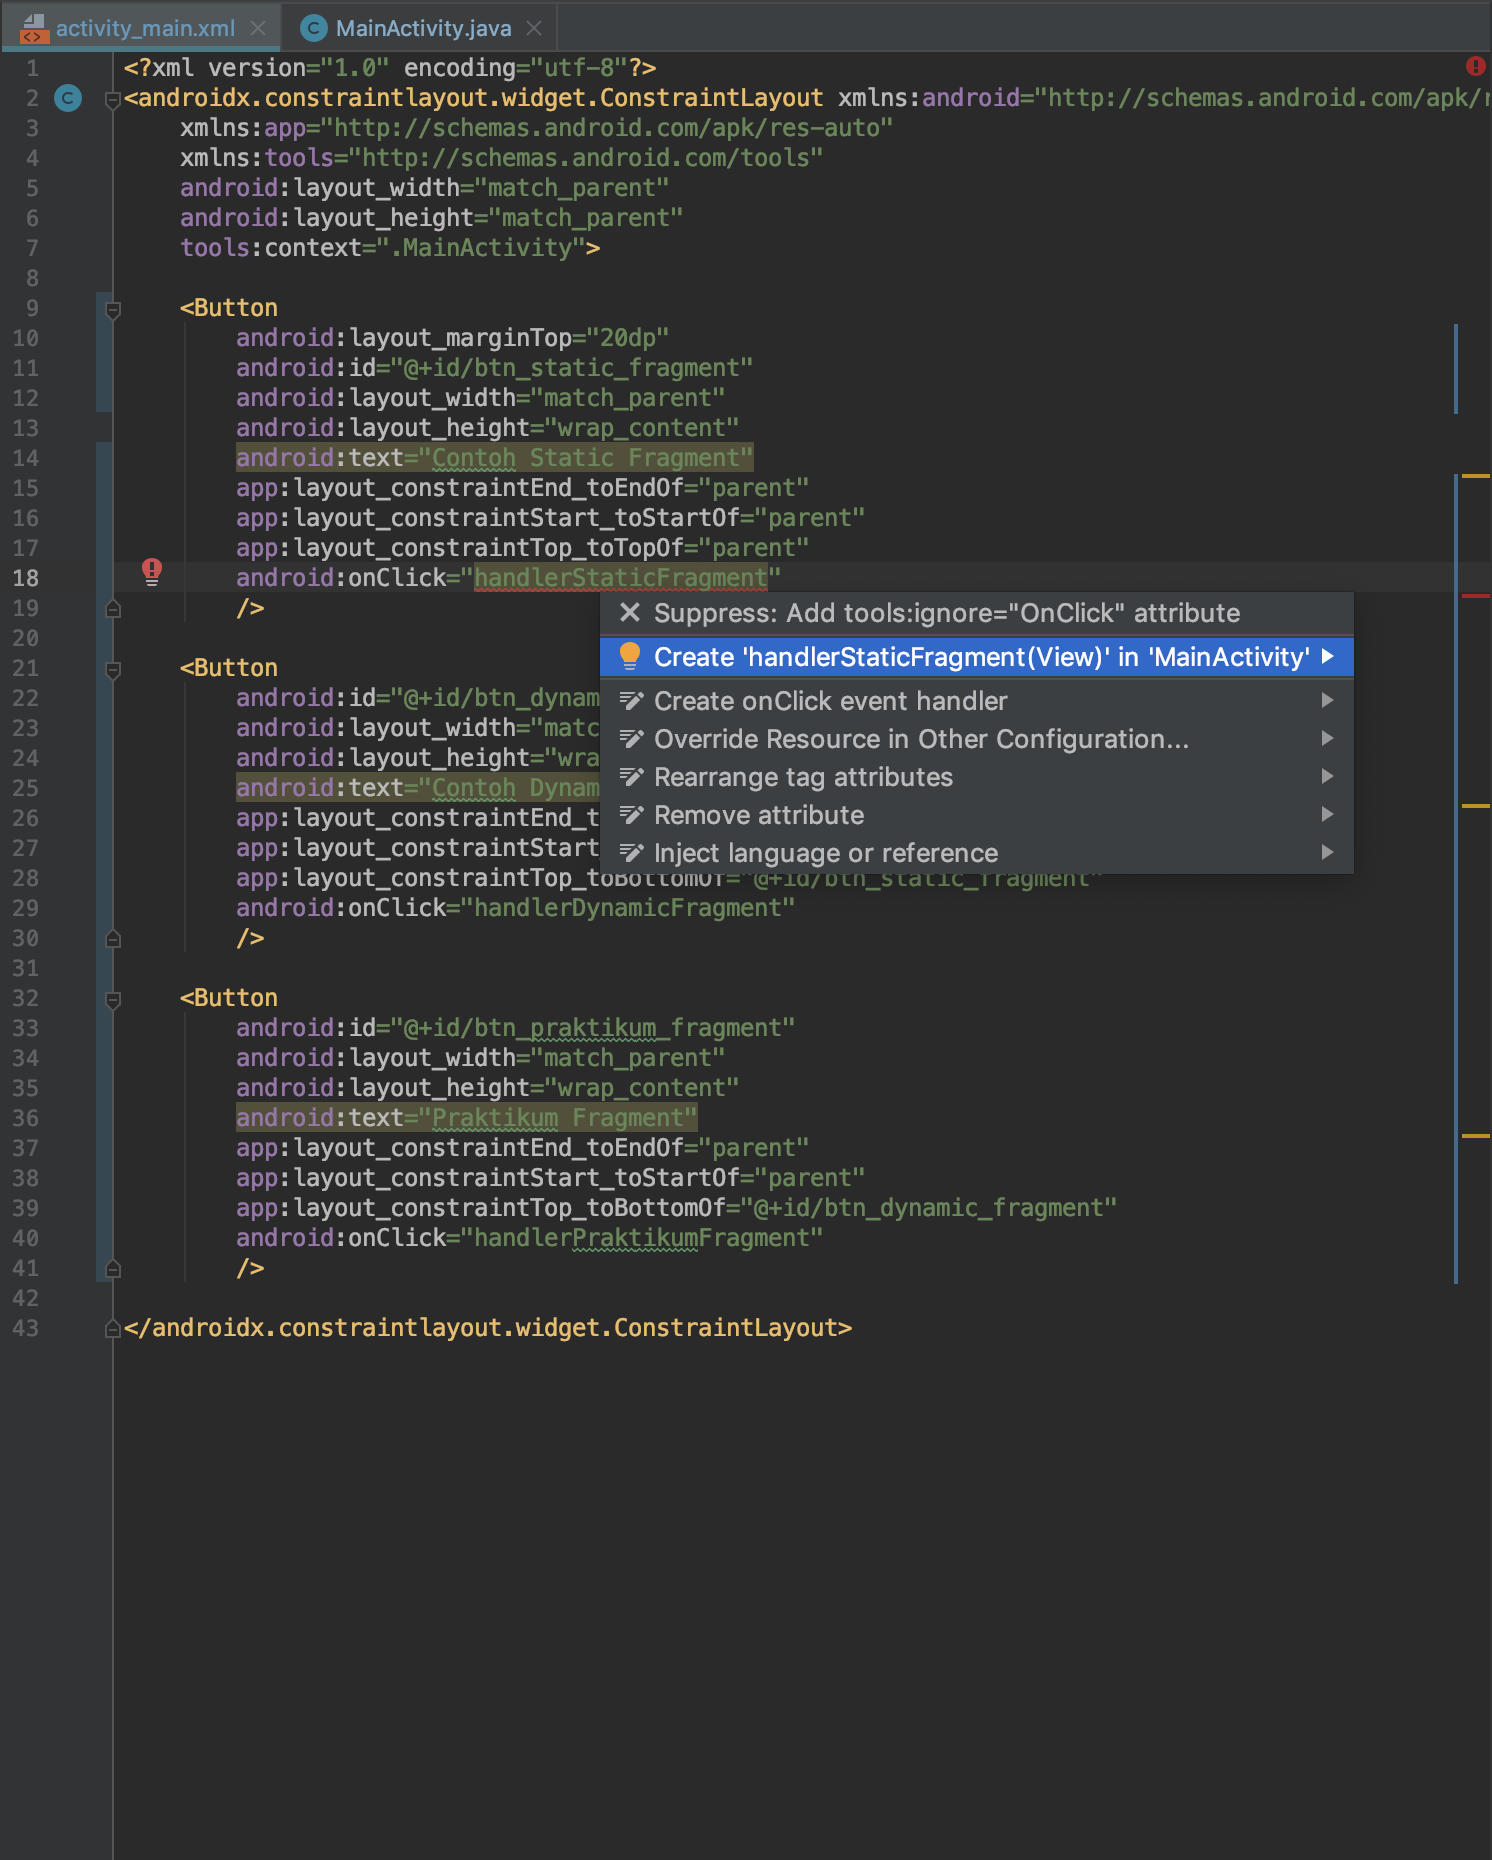 activity_main.xml
MainActivity.java
1 <?xml version="1.0" encoding="utf-8"?>
2 <androidx.constraintlayout.widget.ConstraintLayout xmlns:android="http://schemas.android.com/apk/
3 xmlns:app="http://schemas.android.com/apk/res-auto"
4 xmlns:tools="http://schemas.android.com/tools"
5 android:layout_width="match_parent"
6 android:layout_height="match_parent"
7 tools:context=".MainActivity">
8
9 <Button
10 android:layout_marginTop="20dp"
11 android:id="@+id/btn_static_fragment"
12 android:layout_width="match_parent"
13 android:layout_height="wrap_content"
14 android:text="Contoh Static Fragment"
15 app:layout_constraintEnd_toEndOf="parent"
16 app:layout_constraintStart_toStartOf="parent"
17 app:layout_constraintTop_toTopOf="parent"
18 android:onClick="handlerStaticFragment"
19 />
Suppress: Add tools:ignore="OnClick" attribute
Create 'handlerStaticFragment(View)' in 'MainActivity'
Create onClick event handler
Override Resource in Other Configuration...
Rearrange tag attributes
Remove attribute
Inject language or reference
20
21 <Button
22 android:id="@+id/btn_dynam
23 android:layout_width="matc
24 android:layout_height="wra
25 android:text="Contoh Dynam
26 app:layout_constraintEnd_t
27 app:layout_constraintStart
28 app:layout_constraintTop_toBottomOf="@+id/btn_static_fragment"
29 android:onClick="handlerDynamicFragment"
30 />
31
32 <Button
33 android:id="@+id/btn_praktikum_fragment"
34 android:layout_width="match_parent"
35 android:layout_height="wrap_content"
36 android:text="Praktikum Fragment"
37 app:layout_constraintEnd_toEndOf="parent"
38 app:layout_constraintStart_toStartOf="parent"
39 app:layout_constraintTop_toBottomOf="@+id/btn_dynamic_fragment"
40 android:onClick="handlerPraktikumFragment"
41 />
42
43 </androidx.constraintlayout.widget.ConstraintLayout>